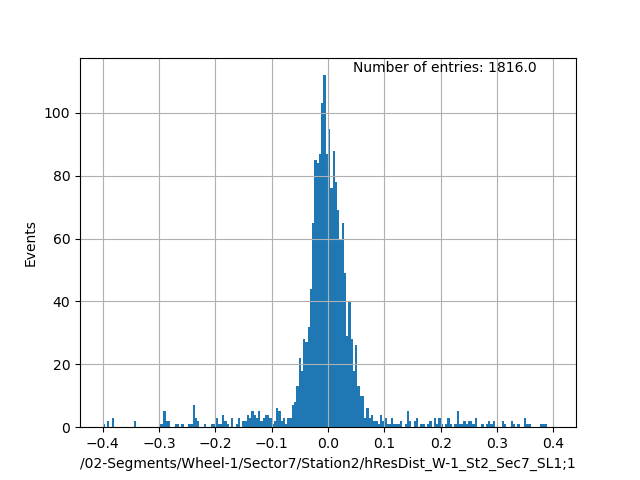 Number of entries: 1816.0
Events
100
80
60
40
20
0
−0.4 −0.3 −0.2 −0.1 0.0 0.1 0.2 0.3 0.4
/02-Segments/Wheel-1/Sector7/Station2/hResDist_W-1_St2_Sec7_SL1;1